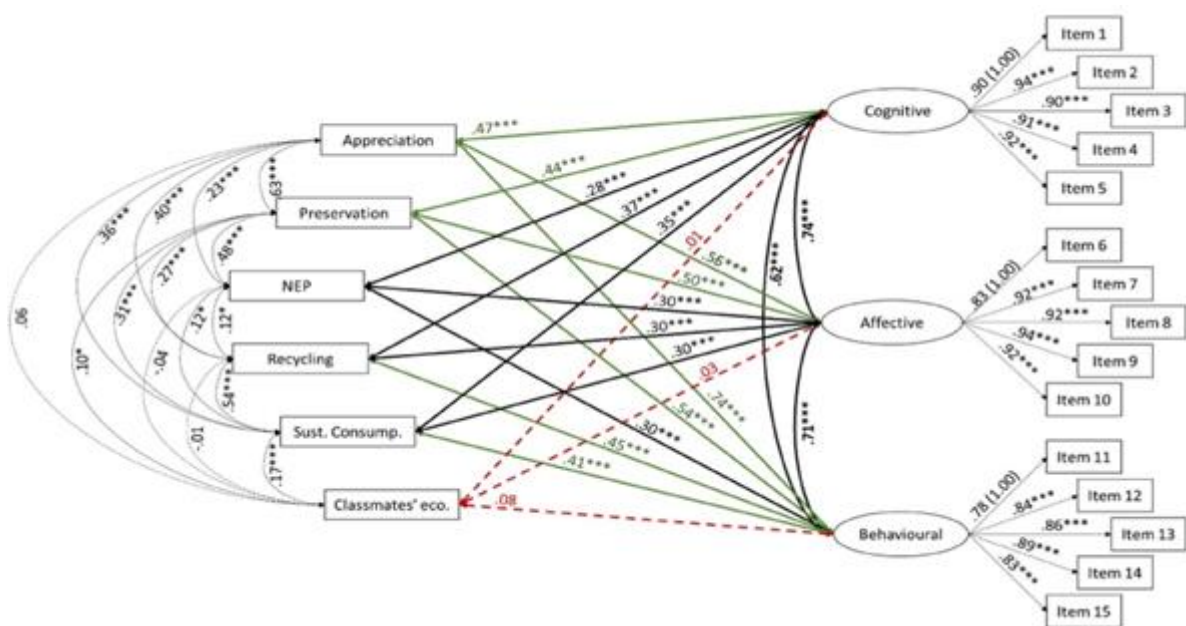 Appreciation
Preservation
NEP
Recycling
Sust. Consump.
Classmates' eco.
.06
.36***
.40***
.23***
.63***
.10*
.31***
.27***
.48***
-.04
.12*
.12*
-.01
.54***
.17***
.47***
.44***
.28***
.37***
.35***
.01
.56***
.50***
.30***
.30***
.30***
.03
.74***
.54***
.30***
.45***
.41***
.08
Cognitive
Affective
Behavioural
.74***
.62***
.71***
.90 (1.00)
.94***
.90***
.91***
.92***
Item 1
Item 2
Item 3
Item 4
Item 5
.83 (1.00)
.92***
.92***
.94***
.92***
Item 6
Item 7
Item 8
Item 9
Item 10
.78 (1.00)
.84***
.86***
.89***
.83***
Item 11
Item 12
Item 13
Item 14
Item 15